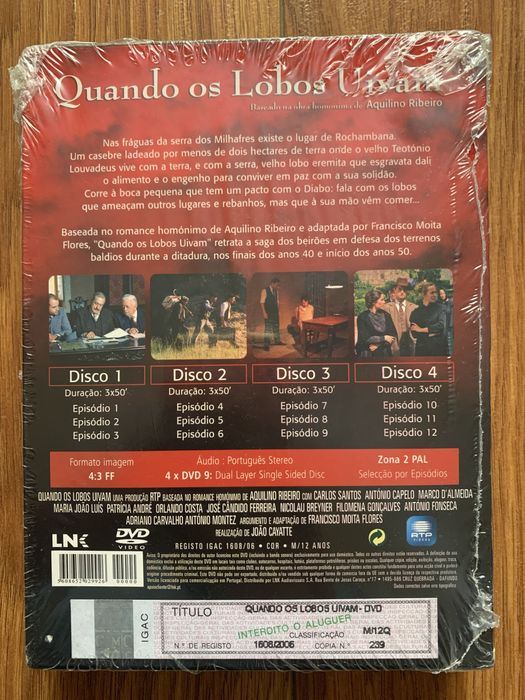 Quando os Lobos Uivam
Baseado na obra homónima de Aquilino Ribeiro
Nas fráguas da serra dos Milhafres existe o lugar de Rochambana.
Um casebre ladeado por menos de dois hectares de terra onde o velho Teotónio
Louvadeus vive com a terra, e com a serra, velho lobo eremita que esgravata dali
o alimento e o engenho para conviver em paz com a sua solidão.
Corre à boca pequena que tem um pacto com o Diabo: fala com os lobos
que ameaçam outros lugares e rebanhos, mas que à sua mão vêm comer...
Baseada no romance homónimo de Aquilino Ribeiro e adaptada por Francisco Moita
Flores, "Quando os Lobos Uivam" retrata a saga dos beirões em defesa dos terrenos
baldios durante a ditadura, nos finais dos anos 40 e inicio dos anos 50.
Disco 1 Disco 2 Disco 3 Disco 4
Duração: 3x50' Duração: 3x50' Duração: 3x50' Duração: 3x50'
Episódio 1 Episódio 4 Episódio 7 Episódio 10
Episódio 2 Episódio 5 Episódio 8 Episódio 11
Episódio 3 Episódio 6 Episódio 9 Episódio 12
Formato imagem Áudio : Português Stereo Zona 2 PAL
4:3 FF 4 x DVD 9: Dual Layer Single Sided Disc Selecção por Episódios
QUANDO OS LOBOS UIVAM UMA PRODUÇÃO RTP BASEADA NO ROMANCE HOMÓNIMO DE AQUILINO RIBEIRO COM CARLOS SANTOS ANTÓNIO CAPELO MARCO D'ALMEIDA
MARIA JOÃO LUIS PATRÍCIA ANDRÉ ORLANDO COSTA JOSÉ CÂNDIDO FERREIRA NICOLAU BREYNER FILOMENA GONÇALVES ANTÓNIO FONSECA
ADRIANO CARVALHO ANTÓNIO MONTEZ ARGUMENTO E ADAPTAÇÃO DE FRANCISCO MOITA FLORES
REALIZAÇÃO DE JOÃO CAYATTE
LNK DVD VIDEO REGISTO IGAC 1608/06 • COR • M/12 ANOS RTP VÍDEOS
5608652029926 00000
IGAC
TÍTULO QUANDO OS LOBOS UIVAM - DVD
INTERDITO O ALUGUER
CLASSIFICAÇÃO M/12Q
N.º DE REGISTO 1608/2006 CÓPIA N.º 239